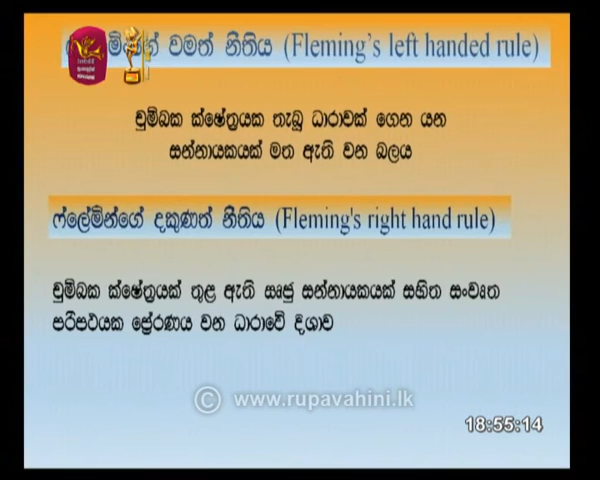 වමත් නීතිය (Fleming's left handed rule)
චුම්බක ක්ෂේත්‍රයක තැබූ ධාරාවක් ගෙන යන
සන්නායකයක් මත ඇති වන බලය
ෆ්ලේමින්ගේ දකුණත් නීතිය (Fleming's right hand rule)
චුම්බක ක්ෂේත්‍රයක් තුළ ඇති ඍජු සන්නායකයක් සහිත සංවෘත
පරිපථයක ප්‍රේරණය වන ධාරාවේ දිශාව
© www.rupavahini.lk
18:55:14